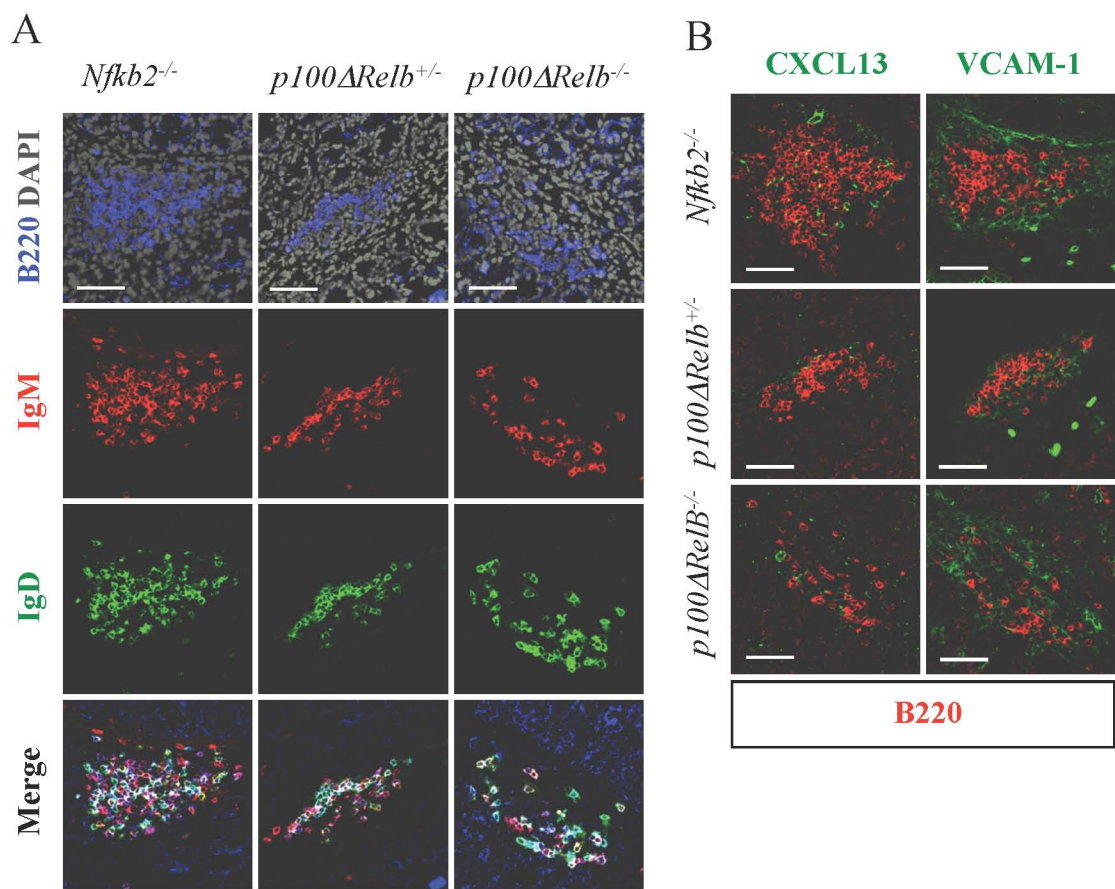 A
Nfkb2-/- p100ΔRelb+/- p100ΔRelb-/-
B220 DAPI
IgM
IgD
Merge
B
CXCL13 VCAM-1
Nfkb2-/-
p100ΔRelb+/-
p100ΔRelB-/-
B220